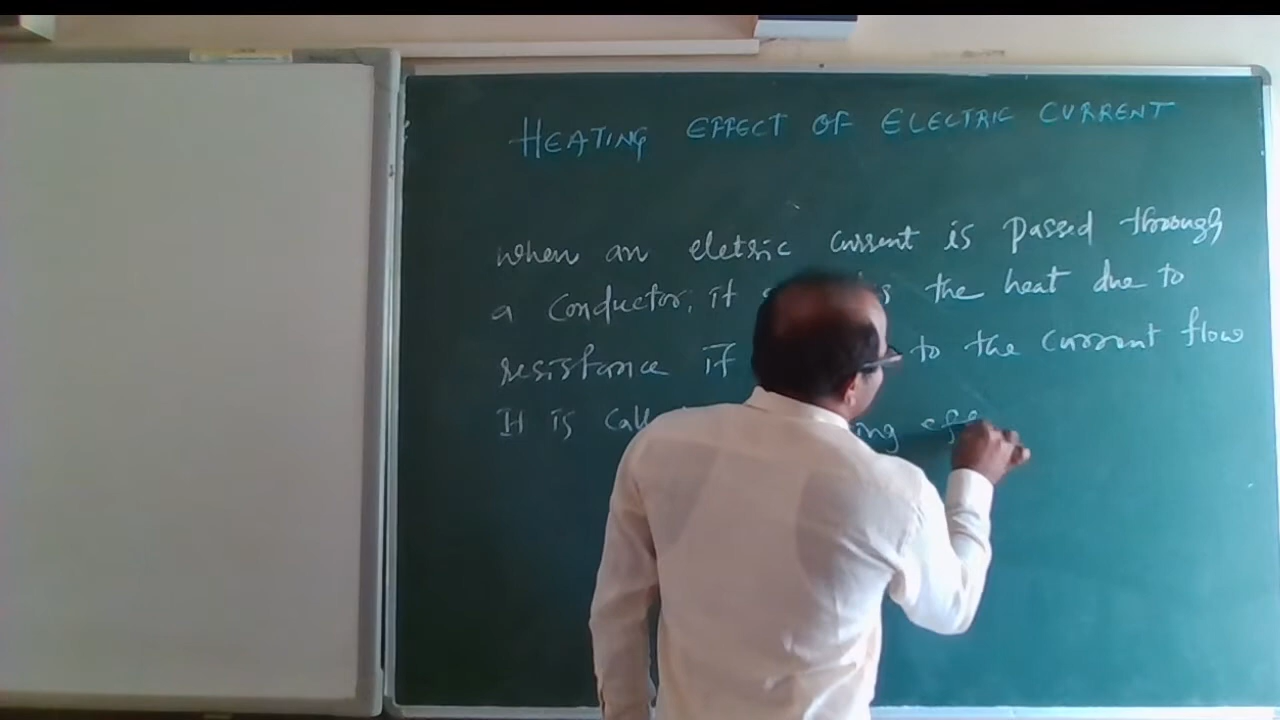 HEATING EFFECT OF ELECTRIC CURRENT
when an eletric current is passed through
a conductor, it the heat due to
resistance it to the current flow
It is